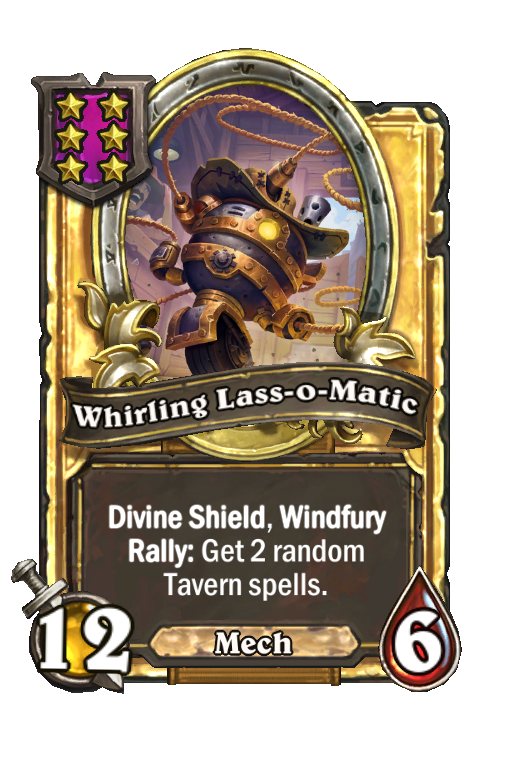 Whirling Lass-o-Matic
Divine Shield, Windfury
Rally: Get 2 random
Tavern spells.
12
Mech
6